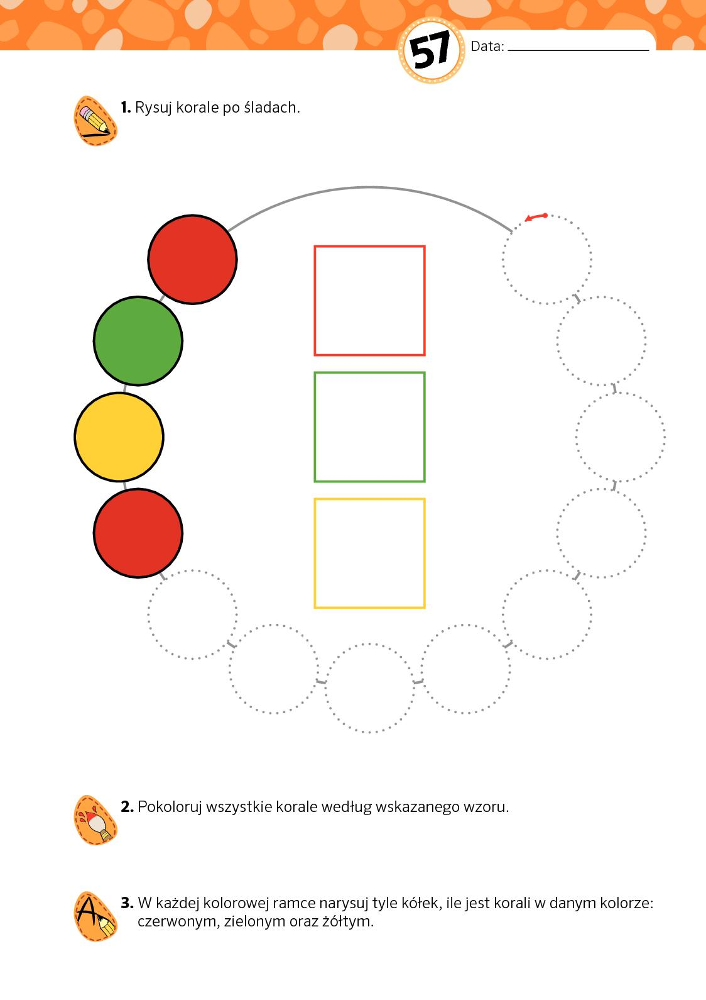 57
Data:
1. Rysuj korale po śladach.
2. Pokoloruj wszystkie korale według wskazanego wzoru.
3. W każdej kolorowej ramce narysuj tyle kółek, ile jest korali w danym kolorze:
czerwonym, zielonym oraz żółtym.